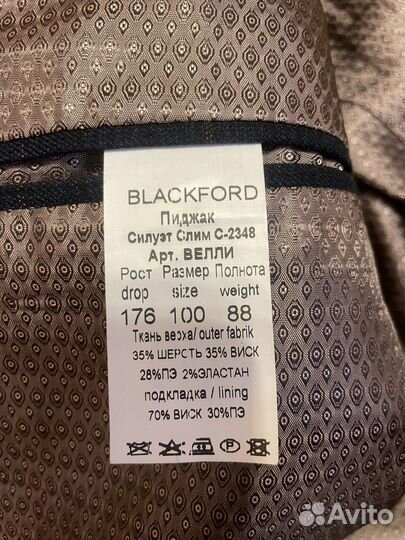 BLACKFORD
Пиджак
Силуэт Слим С-2348
Арт. ВЕЛЛИ
Рост Размер Полнота
drop size weight
176 100 88
Ткань верха/ outer fabrik
35% ШЕРСТЬ 35% ВИСК
28%ПЭ 2%ЭЛАСТАН
подкладка / lining
70% ВИСК 30%ПЭ
P
Avito